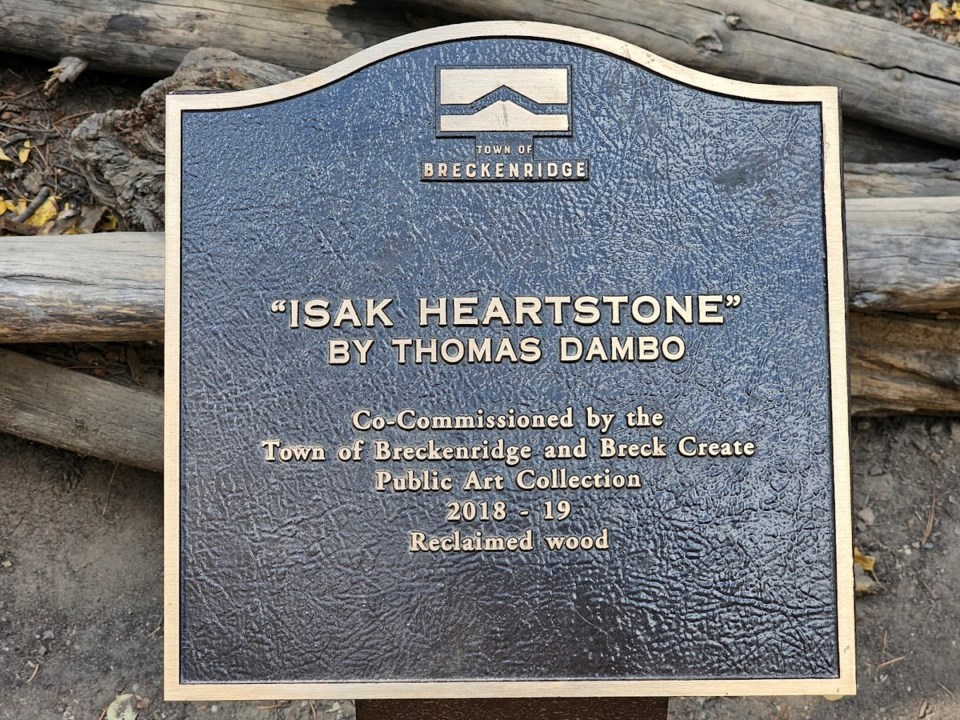 TOWN OF
BRECKENRIDGE
“ISAK HEARTSTONE”
BY THOMAS DAMBO
Co-Commissioned by the
Town of Breckenridge and Breck Create
Public Art Collection
2018 - 19
Reclaimed wood